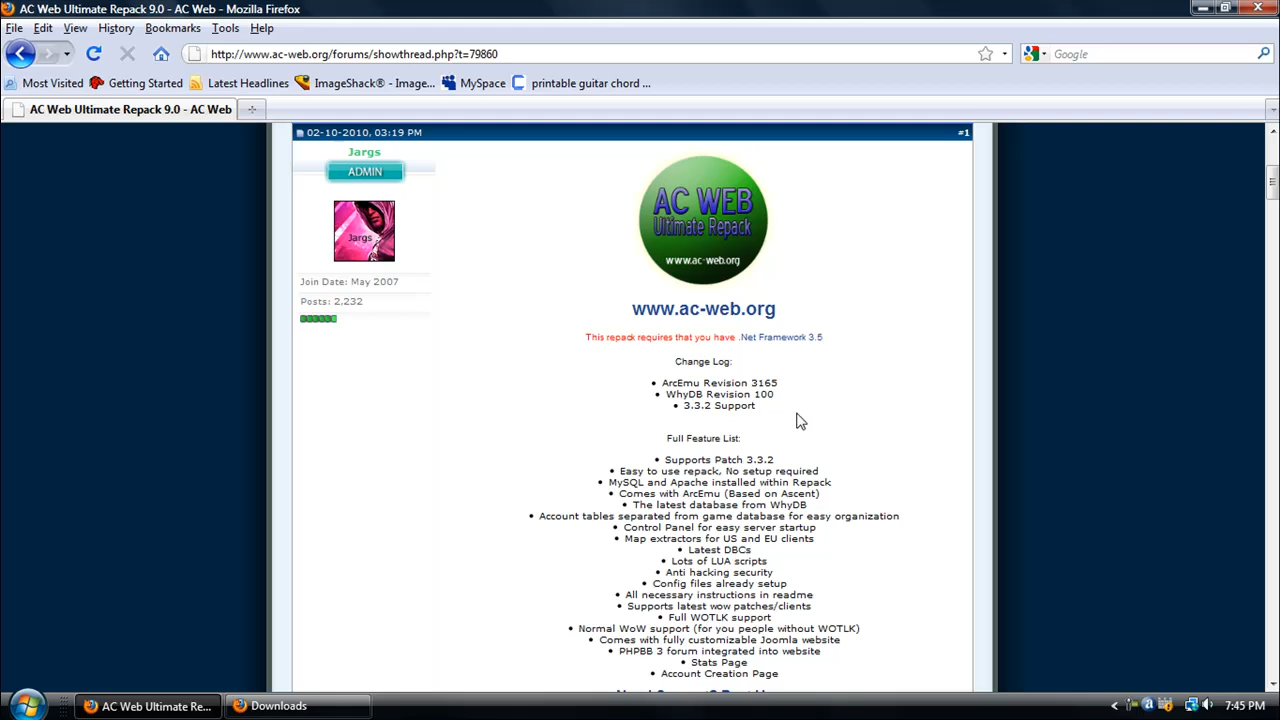 AC Web Ultimate Repack 9.0 - AC Web - Mozilla Firefox
File Edit View History Bookmarks Tools Help
http://www.ac-web.org/forums/showthread.php?t=79860
Google
Most Visited Getting Started Latest Headlines ImageShack® - Image... MySpace printable guitar chord ...
AC Web Ultimate Repack 9.0 - AC Web
02-10-2010, 03:19 PM #1
Jargs
ADMIN
Jargs
Join Date: May 2007
Posts: 2,232
AC WEB
Ultimate Repack
www.ac-web.org
www.ac-web.org
This repack requires that you have .Net Framework 3.5
Change Log:
• ArcEmu Revision 3165
• WhyDB Revision 100
• 3.3.2 Support
Full Feature List:
• Supports Patch 3.3.2
• Easy to use repack, No setup required
• MySQL and Apache installed within Repack
• Comes with ArcEmu (Based on Ascent)
• The latest database from WhyDB
• Account tables separated from game database for easy organization
• Control Panel for easy server startup
• Map extractors for US and EU clients
• Latest DBCs
• Lots of LUA scripts
• Anti hacking security
• Config files already setup
• All necessary instructions in readme
• Supports latest wow patches/clients
• Full WOTLK support
• Normal WoW support (for you people without WOTLK)
• Comes with fully customizable Joomla website
• PHPBB 3 forum integrated into website
• Stats Page
• Account Creation Page
AC Web Ultimate Re... Downloads 7:45 PM